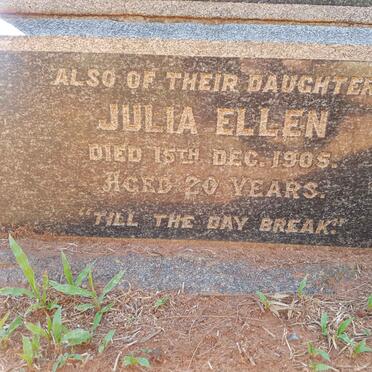 ALSO OF THEIR DAUGHTER
JULIA ELLEN
DIED 15TH DEC. 1905.
AGED 20 YEARS.
"TILL THE DAY BREAK."